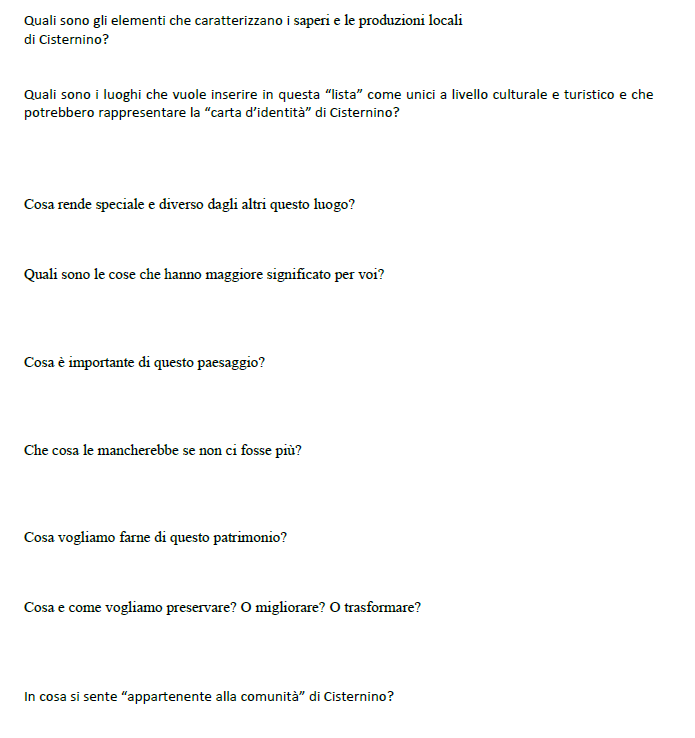 Quali sono gli elementi che caratterizzano i saperi e le produzioni locali
di Cisternino?
Quali sono i luoghi che vuole inserire in questa “lista” come unici a livello culturale e turistico e che
potrebbero rappresentare la “carta d’identità” di Cisternino?
Cosa rende speciale e diverso dagli altri questo luogo?
Quali sono le cose che hanno maggiore significato per voi?
Cosa è importante di questo paesaggio?
Che cosa le mancherebbe se non ci fosse più?
Cosa vogliamo farne di questo patrimonio?
Cosa e come vogliamo preservare? O migliorare? O trasformare?
In cosa si sente “appartenente alla comunità” di Cisternino?